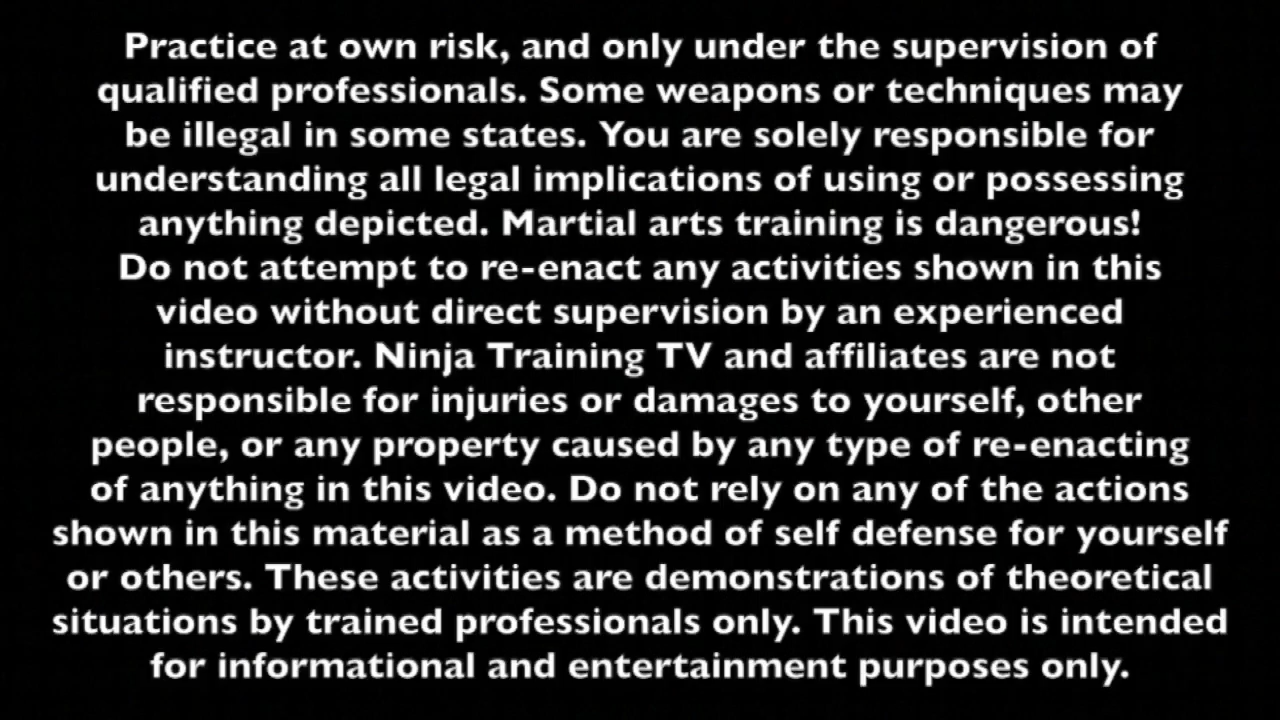 Practice at own risk, and only under the supervision of
qualified professionals. Some weapons or techniques may
be illegal in some states. You are solely responsible for
understanding all legal implications of using or possessing
anything depicted. Martial arts training is dangerous!
Do not attempt to re-enact any activities shown in this
video without direct supervision by an experienced
instructor. Ninja Training TV and affiliates are not
responsible for injuries or damages to yourself, other
people, or any property caused by any type of re-enacting
of anything in this video. Do not rely on any of the actions
shown in this material as a method of self defense for yourself
or others. These activities are demonstrations of theoretical
situations by trained professionals only. This video is intended
for informational and entertainment purposes only.